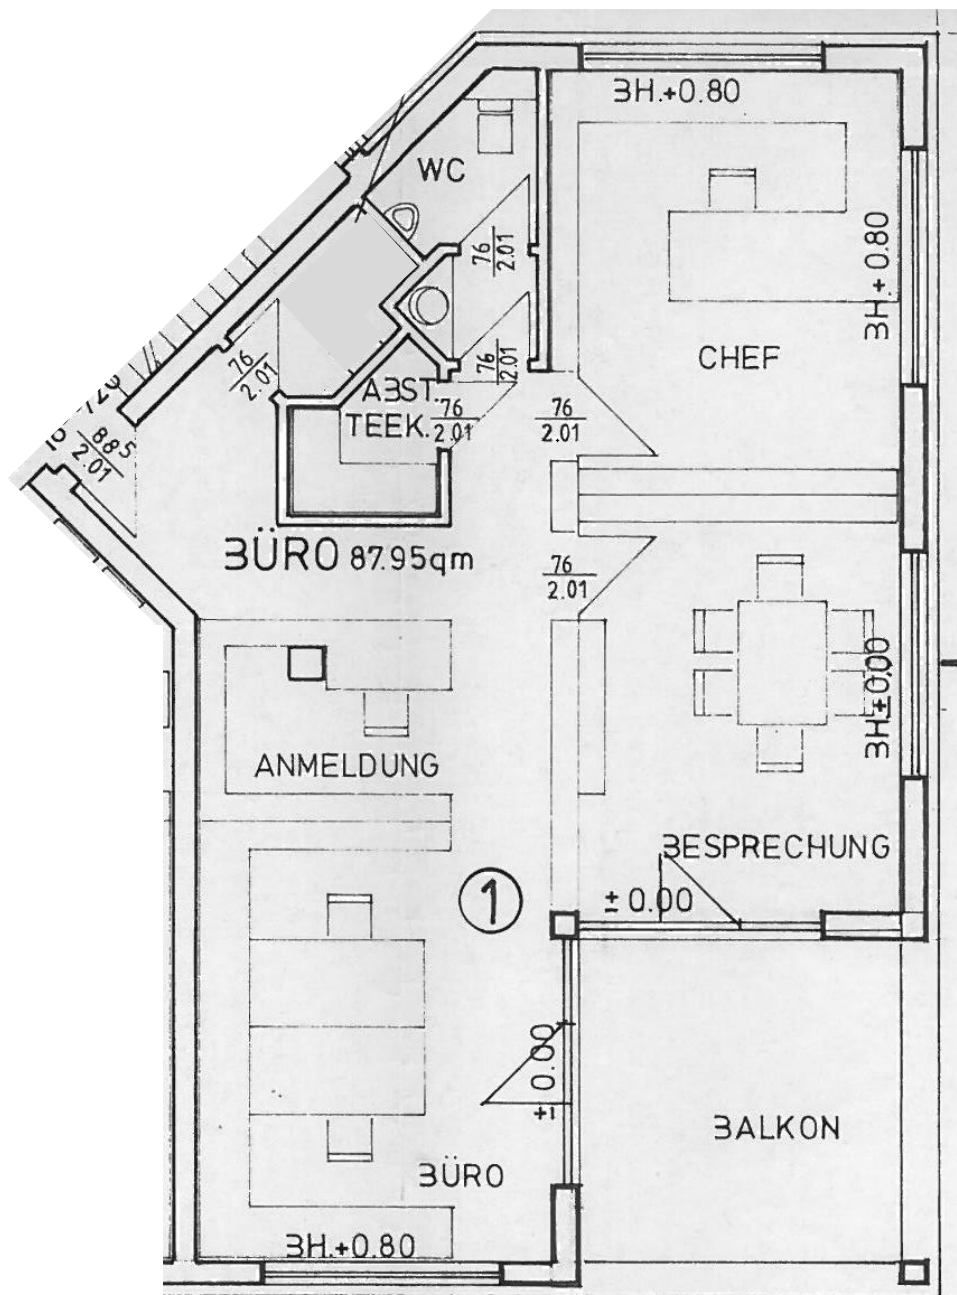 BH.+0.80
WC
76
2.01
BH.+0.80
76
2.01
CHEF
76
2.01
ABST.
TEEK.
76
2.01
76
2.01
88⁵
2.01
BÜRO 87.95qm
76
2.01
BH.±0.00
ANMELDUNG
BESPRECHUNG
± 0.00
1
± 0.00
BALKON
BÜRO
BH.+0.80